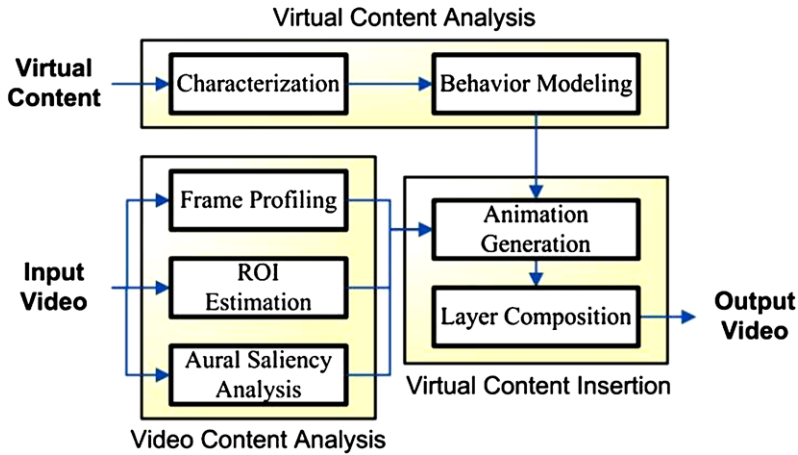 Virtual Content Analysis
Virtual
Content
Characterization
Behavior Modeling
Frame Profiling
Input
Video
ROI
Estimation
Aural Saliency
Analysis
Video Content Analysis
Animation
Generation
Layer Composition
Output
Video
Virtual Content Insertion